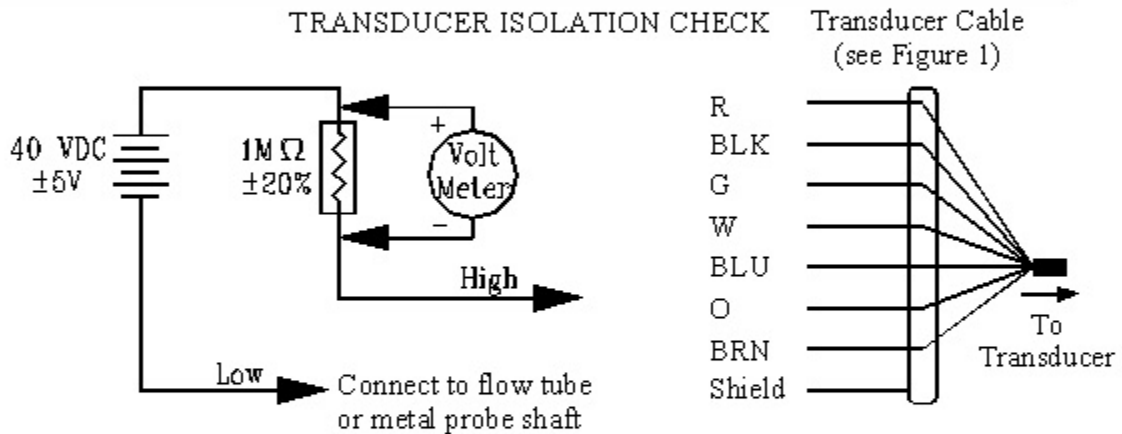 TRANSDUCER ISOLATION CHECK
Transducer Cable
(see Figure 1)
40 VDC
±5V
1MΩ
±20%
+
Volt
Meter
−
High
Low
Connect to flow tube
or metal probe shaft
R
BLK
G
W
BLU
O
BRN
Shield
To
Transducer